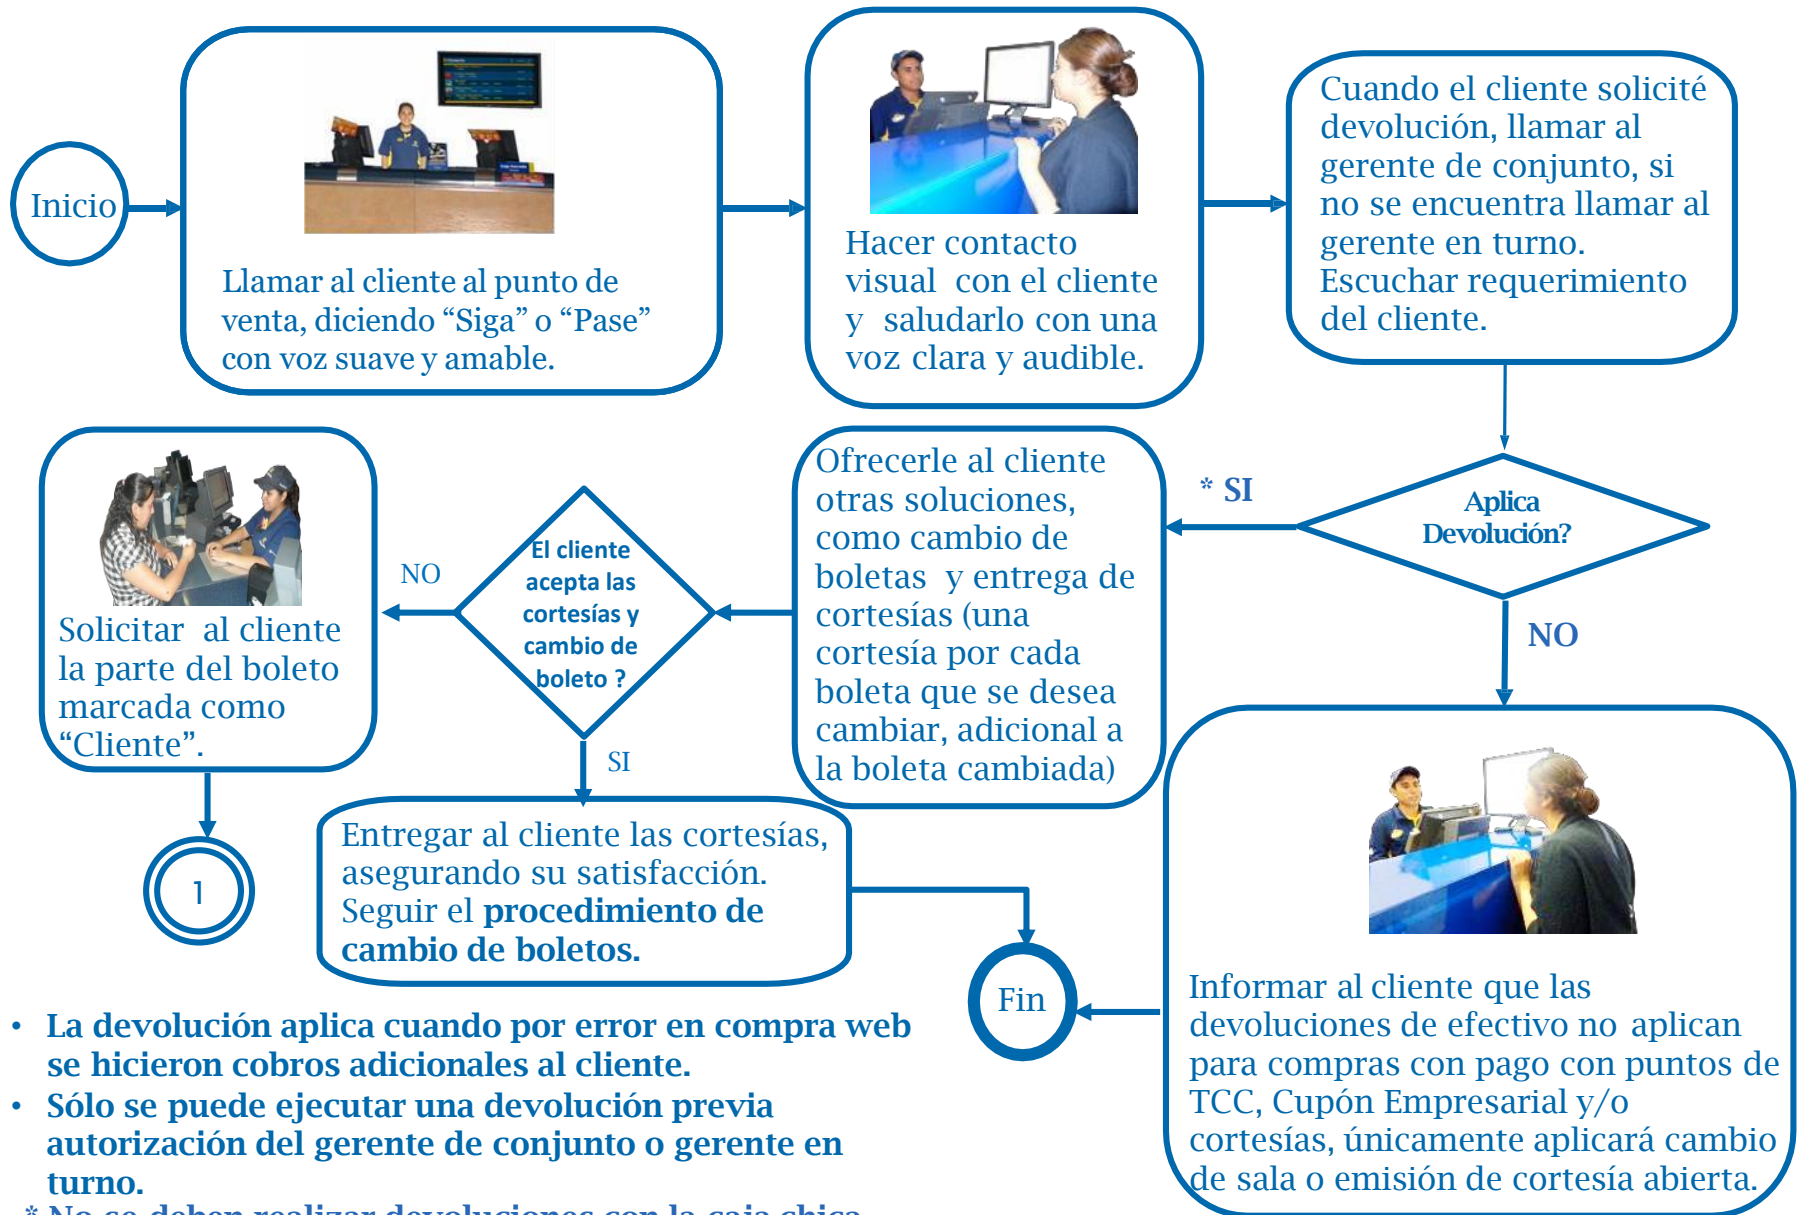 Inicio
Llamar al cliente al punto de
venta, diciendo “Siga” o “Pase”
con voz suave y amable.
Hacer contacto
visual con el cliente
y saludarlo con una
voz clara y audible.
Cuando el cliente solicité
devolución, llamar al
gerente de conjunto, si
no se encuentra llamar al
gerente en turno.
Escuchar requerimiento
del cliente.
Aplica
Devolución?
* SI
NO
Ofrecerle al cliente
otras soluciones,
como cambio de
boletas y entrega de
cortesías (una
cortesía por cada
boleta que se desea
cambiar, adicional a
la boleta cambiada)
El cliente
acepta las
cortesías y
cambio de
boleto ?
NO
SI
Solicitar al cliente
la parte del boleto
marcada como
“Cliente”.
1
Entregar al cliente las cortesías,
asegurando su satisfacción.
Seguir el procedimiento de
cambio de boletos.
Fin
Informar al cliente que las
devoluciones de efectivo no aplican
para compras con pago con puntos de
TCC, Cupón Empresarial y/o
cortesías, únicamente aplicará cambio
de sala o emisión de cortesía abierta.
• La devolución aplica cuando por error en compra web
se hicieron cobros adicionales al cliente.
• Sólo se puede ejecutar una devolución previa
autorización del gerente de conjunto o gerente en
turno.
* No se deben realizar devoluciones con la caja chica